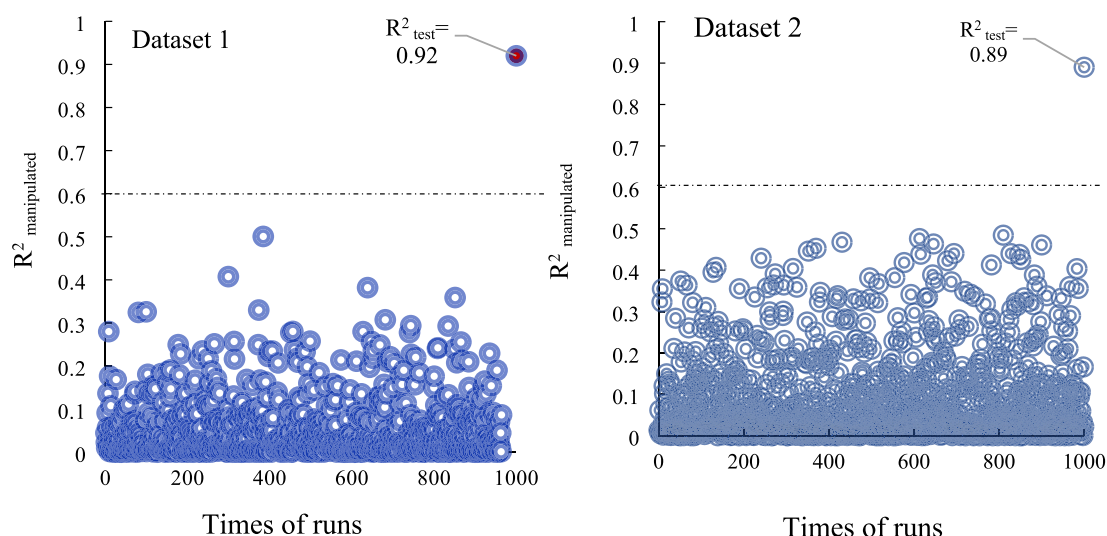 Dataset 1
R² test=
0.92
1
0.9
0.8
0.7
0.6
0.5
0.4
0.3
0.2
0.1
0
R² manipulated
0 200 400 600 800 1000
Times of runs
Dataset 2
R² test=
0.89
1
0.9
0.8
0.7
0.6
0.5
0.4
0.3
0.2
0.1
0
R² manipulated
0 200 400 600 800 1000
Times of runs